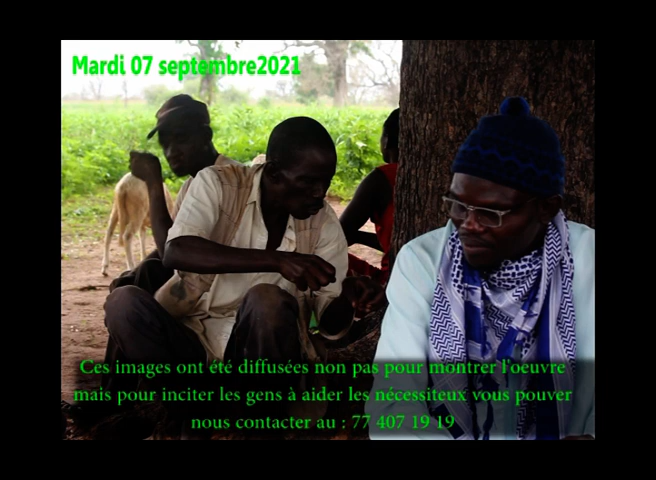 Mardi 07 septembre2021
Ces images ont été diffusées non pas pour montrer l'oeuvre
mais pour inciter les gens à aider les nécessiteux vous pouver
nous contacter au : 77 407 19 19